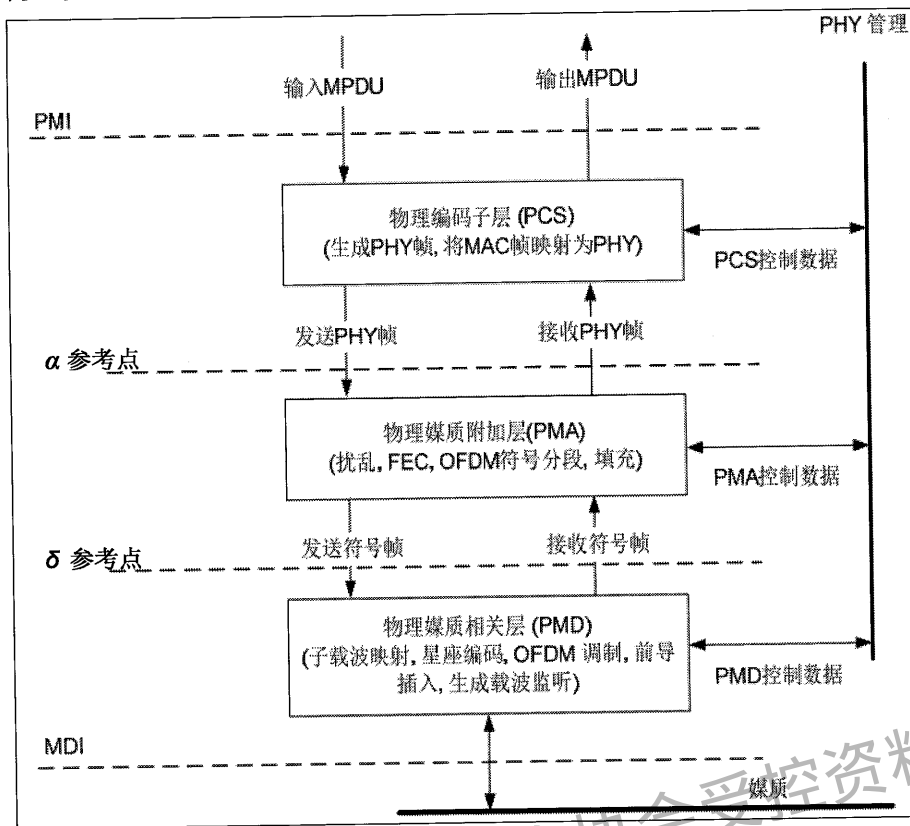 PHY 管理
输入MPDU
输出MPDU
PMI
物理编码子层 (PCS)
(生成PHY帧, 将MAC帧映射为PHY)
PCS控制数据
发送PHY帧
接收PHY帧
α 参考点
物理媒质附加层(PMA)
(扰乱, FEC, OFDM符号分段, 填充)
PMA控制数据
发送符号帧
接收符号帧
δ 参考点
物理媒质相关层 (PMD)
(子载波映射, 星座编码, OFDM 调制, 前导
插入, 生成载波监听)
PMD控制数据
MDI
媒质
受控资料